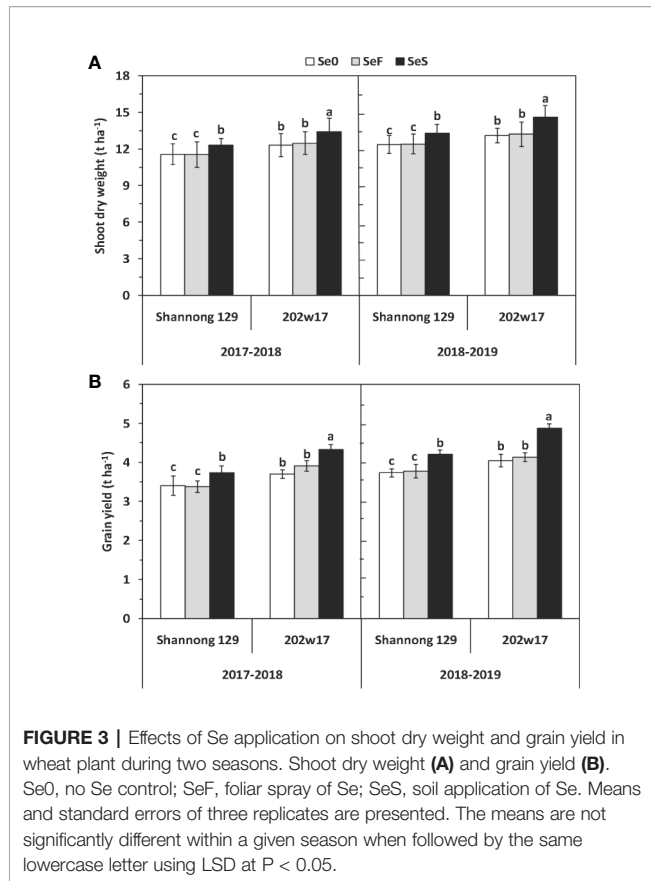 A
Se0 SeF SeS
18
15
12
9
6
3
0
Shoot dry weight (t ha-1)
c c b b b a c c b b b a
Shannong 129 202w17 Shannong 129 202w17
2017-2018 2018-2019
B
6
5
4
3
2
1
0
Grain yield (t ha-1)
c c b b b a c c b b b a
Shannong 129 202w17 Shannong 129 202w17
2017-2018 2018-2019
FIGURE 3 | Effects of Se application on shoot dry weight and grain yield in
wheat plant during two seasons. Shoot dry weight (A) and grain yield (B).
Se0, no Se control; SeF, foliar spray of Se; SeS, soil application of Se. Means
and standard errors of three replicates are presented. The means are not
significantly different within a given season when followed by the same
lowercase letter using LSD at P < 0.05.